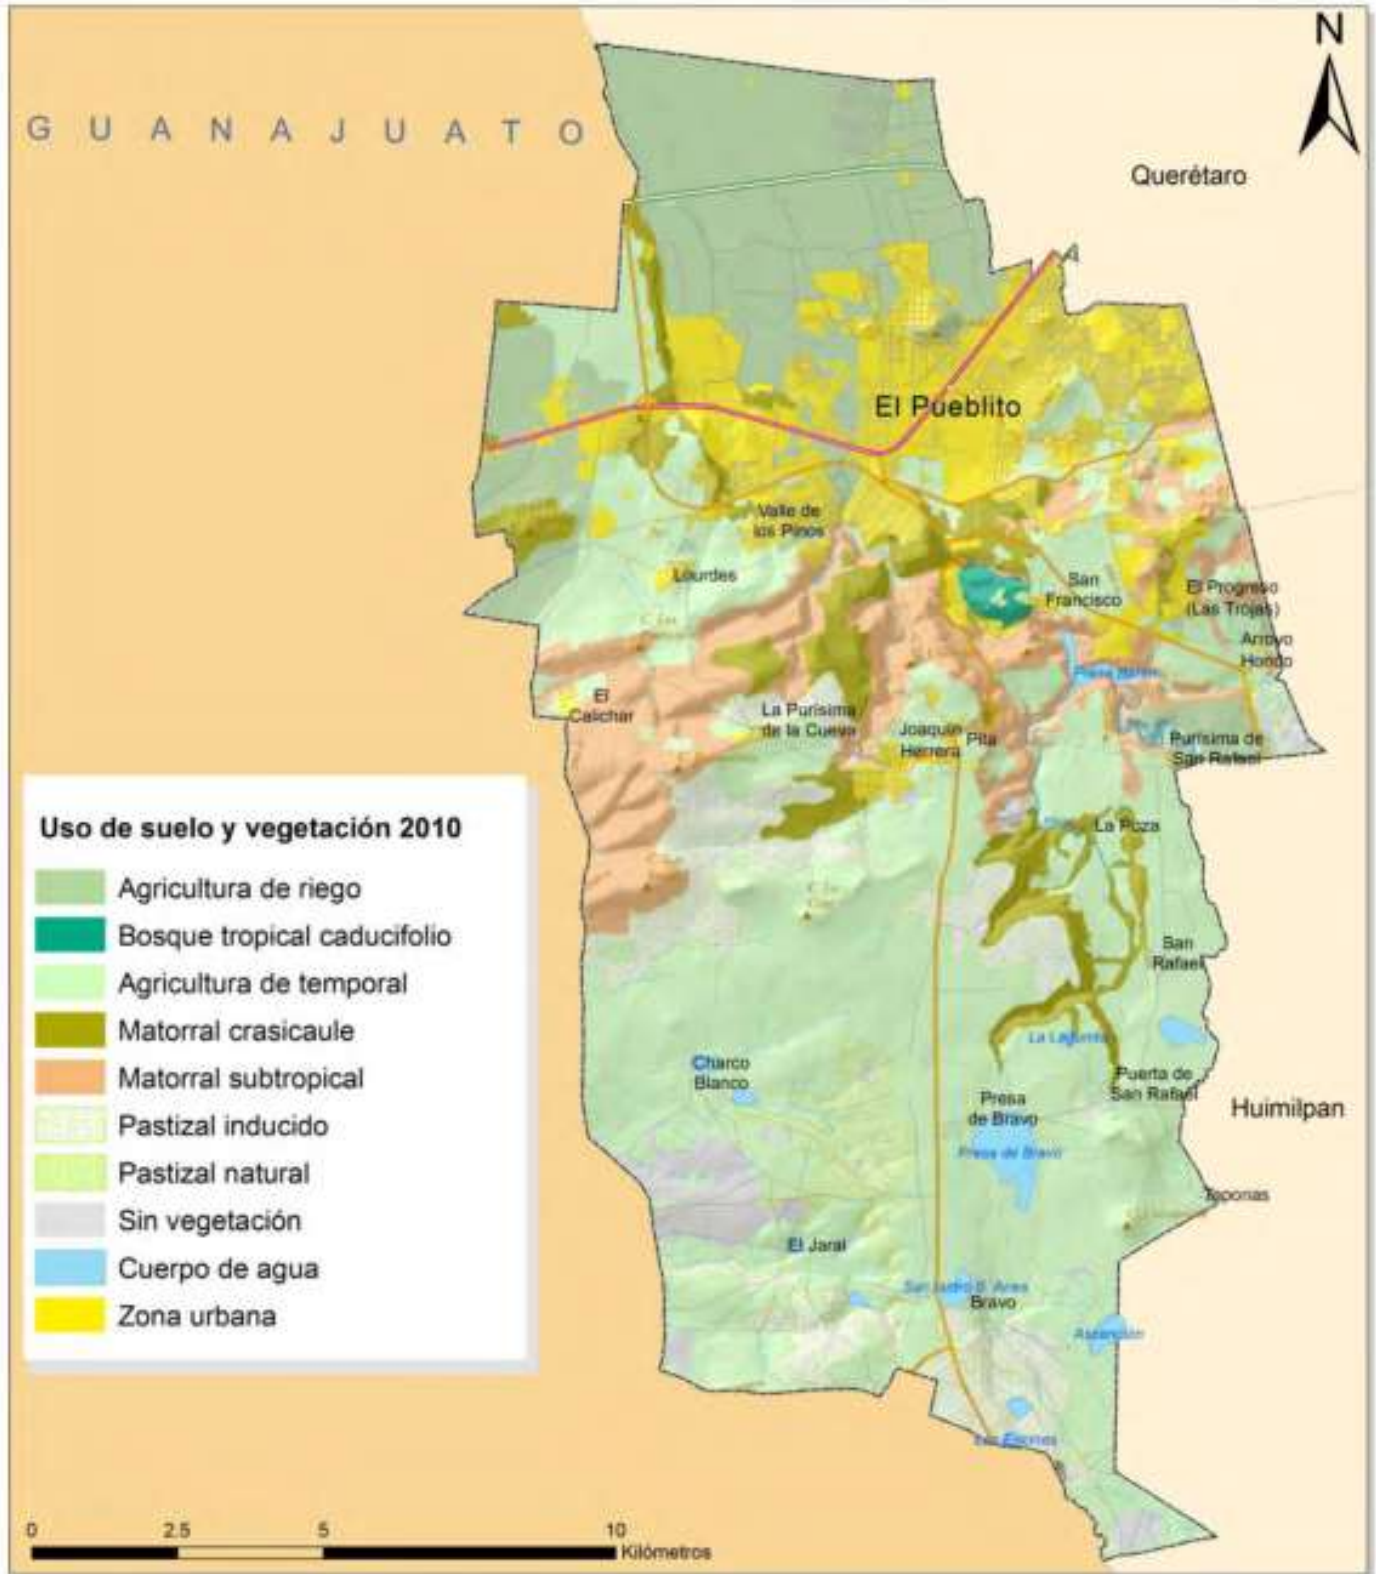 N
GUANAJUATO
Querétaro
El Pueblito
Valle de
los Pinos
Lourdes
San
Francisco
El Progreso
(Las Trojas)
Arroyo
Hondo
El
Calichar
La Purísima
de la Cueva
Joaquín
Herrera
Pita
Purísima de
San Rafael
La Poza
San
Rafael
La Lagunita
Charco
Blanco
Puerta de
San Rafael
Presa
de Bravo
Presa de Bravo
Huimilpan
Taponas
El Jaral
Bravo
Uso de suelo y vegetación 2010
Agricultura de riego
Bosque tropical caducifolio
Agricultura de temporal
Matorral crasicaule
Matorral subtropical
Pastizal inducido
Pastizal natural
Sin vegetación
Cuerpo de agua
Zona urbana
0 2.5 5 10
Kilómetros